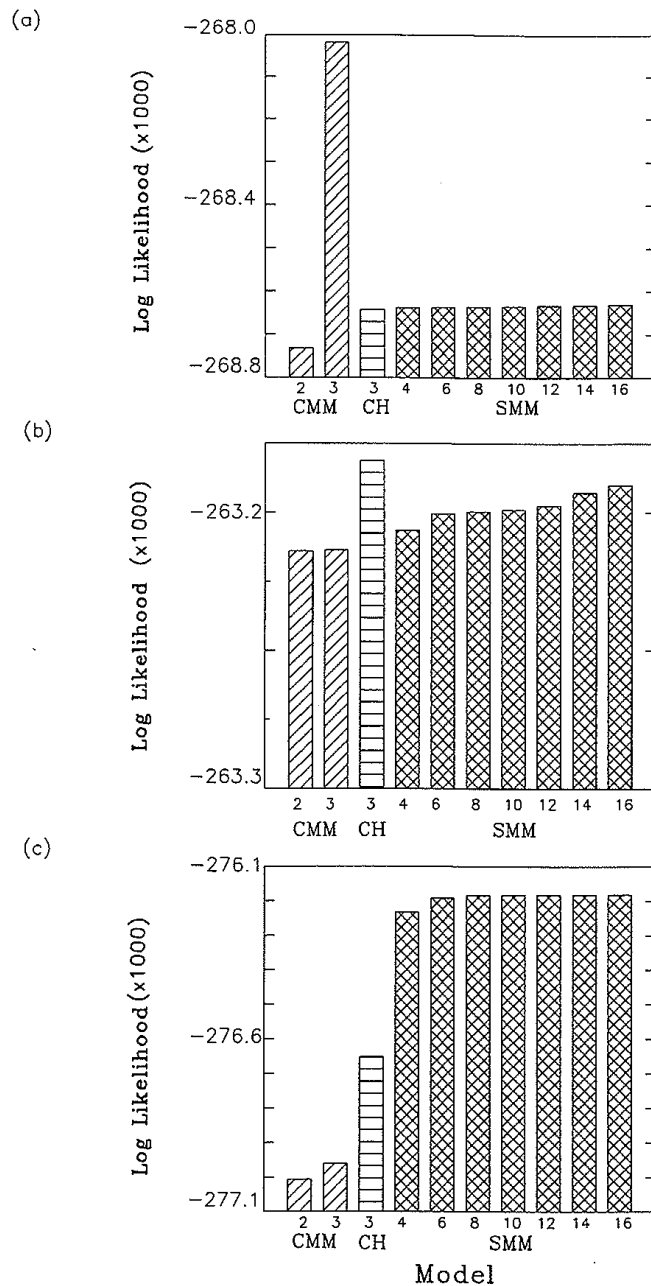 (a)
Log Likelihood (x1000)
-268.0
-268.4
-268.8
2 3 3 4 6 8 10 12 14 16
CMM CH SMM
(b)
Log Likelihood (x1000)
-263.2
-263.3
2 3 3 4 6 8 10 12 14 16
CMM CH SMM
(c)
Log Likelihood (x1000)
-276.1
-276.6
-277.1
2 3 3 4 6 8 10 12 14 16
CMM CH SMM
Model